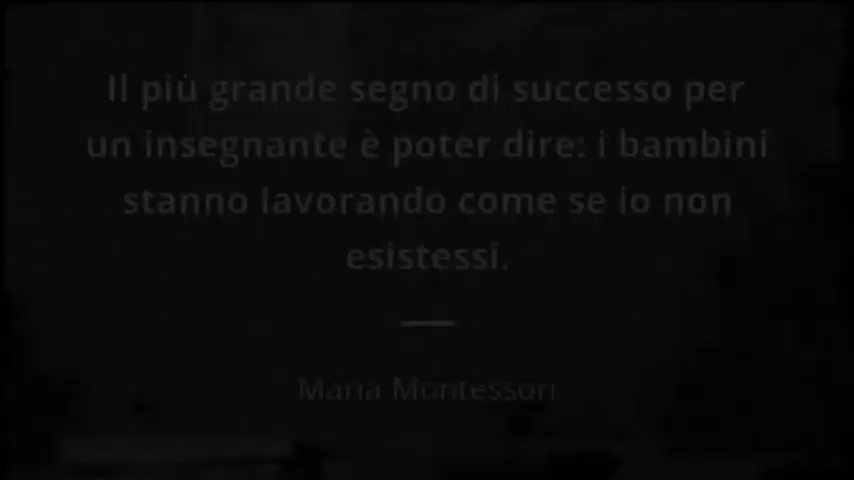 Il più grande segno di successo per
un insegnante è poter dire: i bambini
stanno lavorando come se io non
esistessi.
Maria Montessori